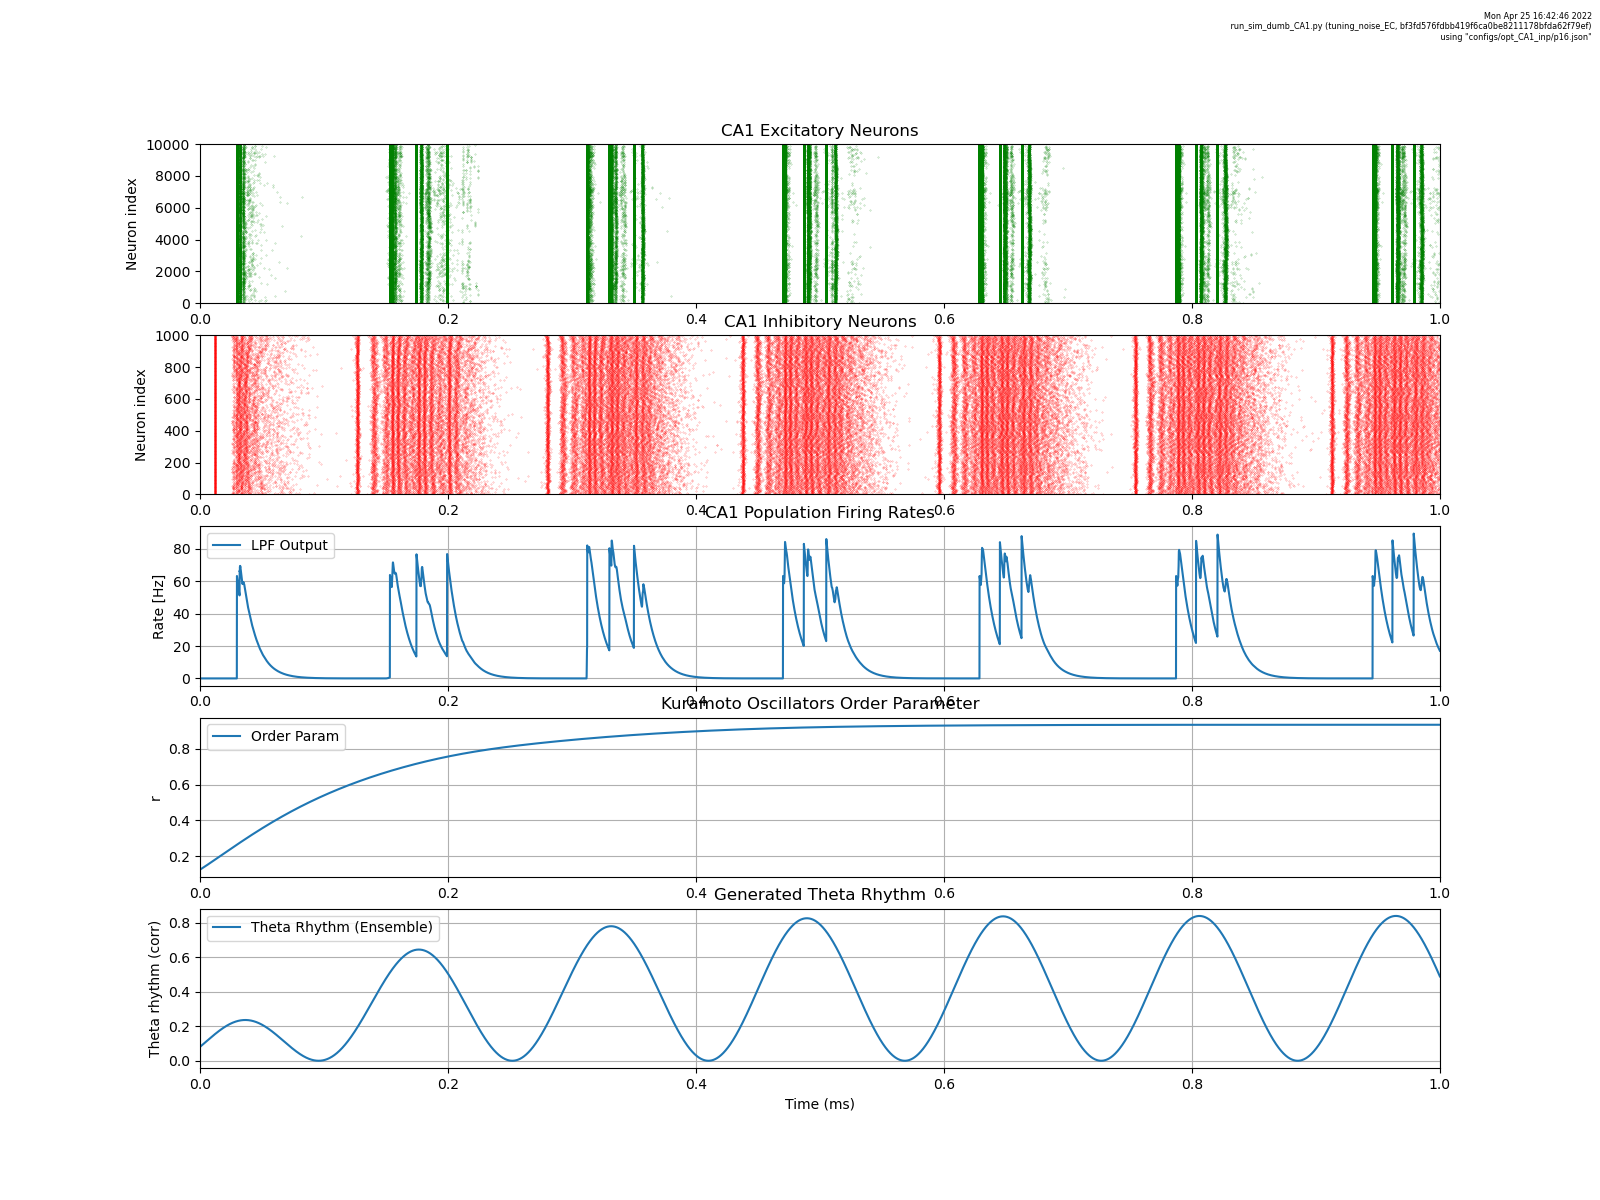 Mon Apr 25 16:42:46 2022
run_sim_dumb_CA1.py (tuning_noise_EC, bf3fd576fdbb419f6ca0be8211178bfda62f79ef)
using "configs/opt_CA1_inp/p16.json"
CA1 Excitatory Neurons
Neuron index
10000
8000
6000
4000
2000
0
0.0 0.2 0.4 0.6 0.8 1.0
CA1 Inhibitory Neurons
Neuron index
1000
800
600
400
200
0
0.0 0.2 0.4 0.6 0.8 1.0
CA1 Population Firing Rates
LPF Output
Rate [Hz]
80
60
40
20
0
0.0 0.2 0.4 0.6 0.8 1.0
Kuramoto Oscillators Order Parameter
Order Param
r
0.8
0.6
0.4
0.2
0.0 0.2 0.4 0.6 0.8 1.0
Generated Theta Rhythm
Theta Rhythm (Ensemble)
Theta rhythm (corr)
0.8
0.6
0.4
0.2
0.0
0.0 0.2 0.4 0.6 0.8 1.0
Time (ms)